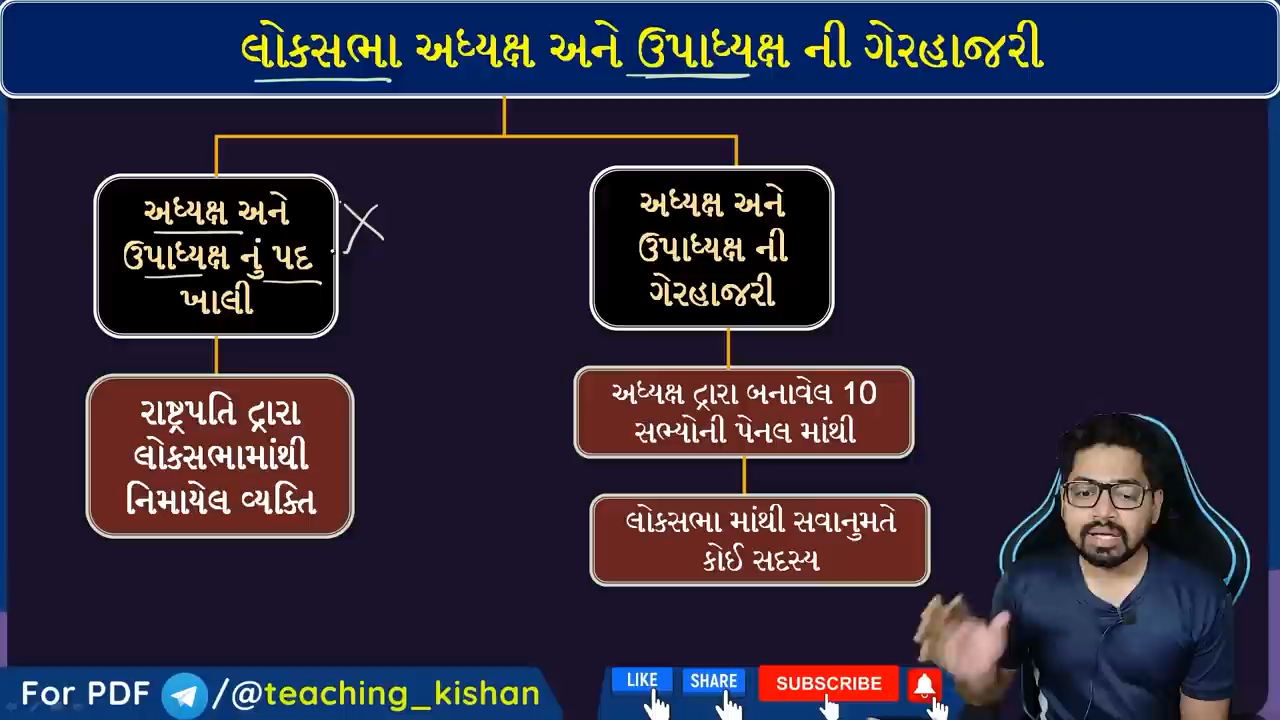 લોકસભા અધ્યક્ષ અને ઉપાધ્યક્ષ ની ગેરહાજરી
અધ્યક્ષ અને
ઉપાધ્યક્ષ નું પદ
ખાલી
રાષ્ટ્રપતિ દ્રારા
લોકસભામાંથી
નિમાયેલ વ્યક્તિ
અધ્યક્ષ અને
ઉપાધ્યક્ષ ની
ગેરહાજરી
અધ્યક્ષ દ્રારા બનાવેલ 10
સભ્યોની પેનલ માંથી
લોકસભા માંથી સવાનુમતે
કોઈ સદસ્ય
For PDF /@teaching_kishan
LIKE SHARE SUBSCRIBE